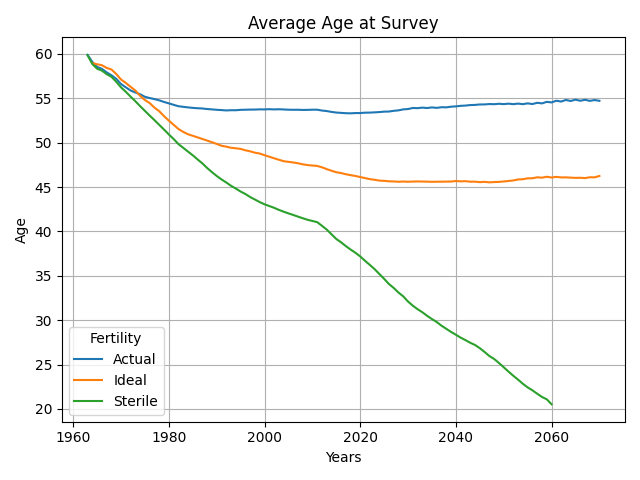 Average Age at Survey
60
55
50
45
40
35
30
25
20
Age
Fertility
Actual
Ideal
Sterile
1960 1980 2000 2020 2040 2060
Years